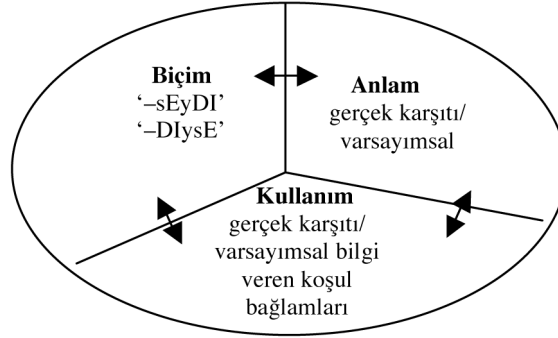 Biçim
‘–sEyDI’
‘–DIysE’
Anlam
gerçek karşıtı/
varsayımsal
Kullanım
gerçek karşıtı/
varsayımsal bilgi
veren koşul
bağlamları